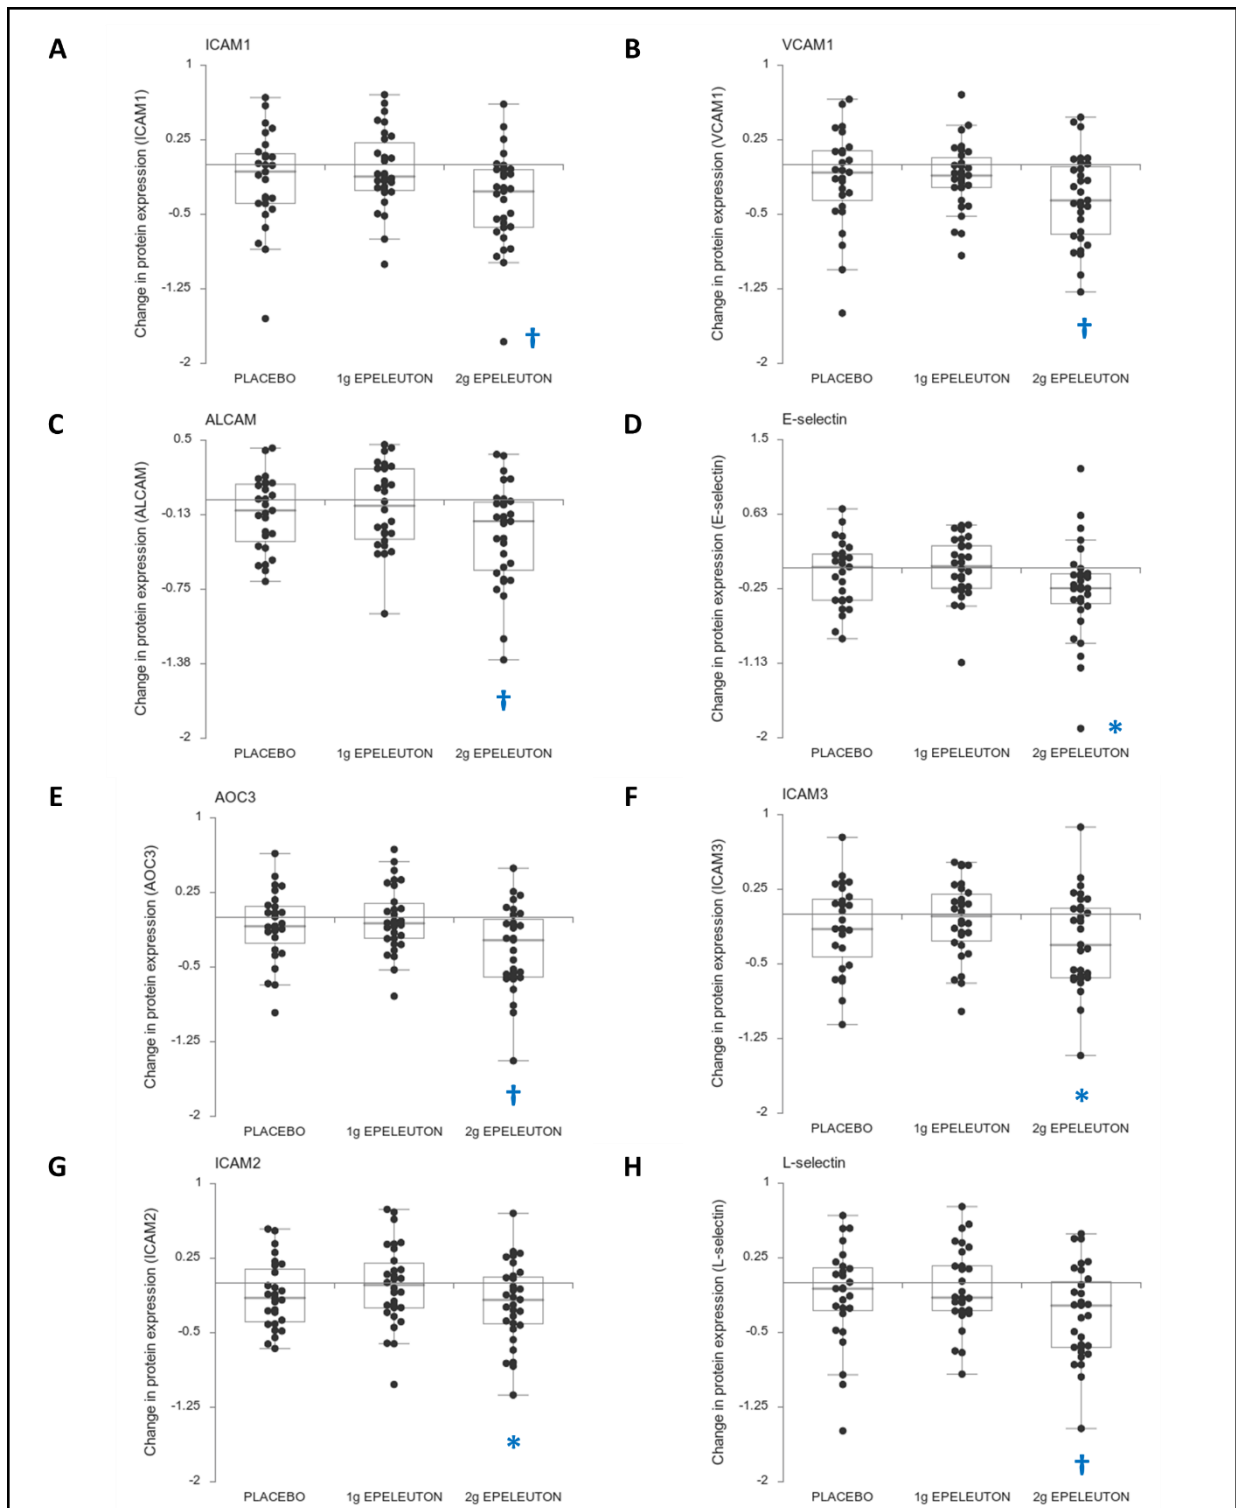 A
ICAM1
Change in protein expression (ICAM1)
1
0.25
-0.5
-1.25
-2
PLACEBO 1g EPELEUTON 2g EPELEUTON
†
B
VCAM1
Change in protein expression (VCAM1)
1
0.25
-0.5
-1.25
-2
PLACEBO 1g EPELEUTON 2g EPELEUTON
†
C
ALCAM
Change in protein expression (ALCAM)
0.5
-0.13
-0.75
-1.38
-2
PLACEBO 1g EPELEUTON 2g EPELEUTON
†
D
E-selectin
Change in protein expression (E-selectin)
1.5
0.63
-0.25
-1.13
-2
PLACEBO 1g EPELEUTON 2g EPELEUTON
*
E
AOC3
Change in protein expression (AOC3)
1
0.25
-0.5
-1.25
-2
PLACEBO 1g EPELEUTON 2g EPELEUTON
†
F
ICAM3
Change in protein expression (ICAM3)
1
0.25
-0.5
-1.25
-2
PLACEBO 1g EPELEUTON 2g EPELEUTON
*
G
ICAM2
Change in protein expression (ICAM2)
1
0.25
-0.5
-1.25
-2
PLACEBO 1g EPELEUTON 2g EPELEUTON
*
H
L-selectin
Change in protein expression (L-selectin)
1
0.25
-0.5
-1.25
-2
PLACEBO 1g EPELEUTON 2g EPELEUTON
†